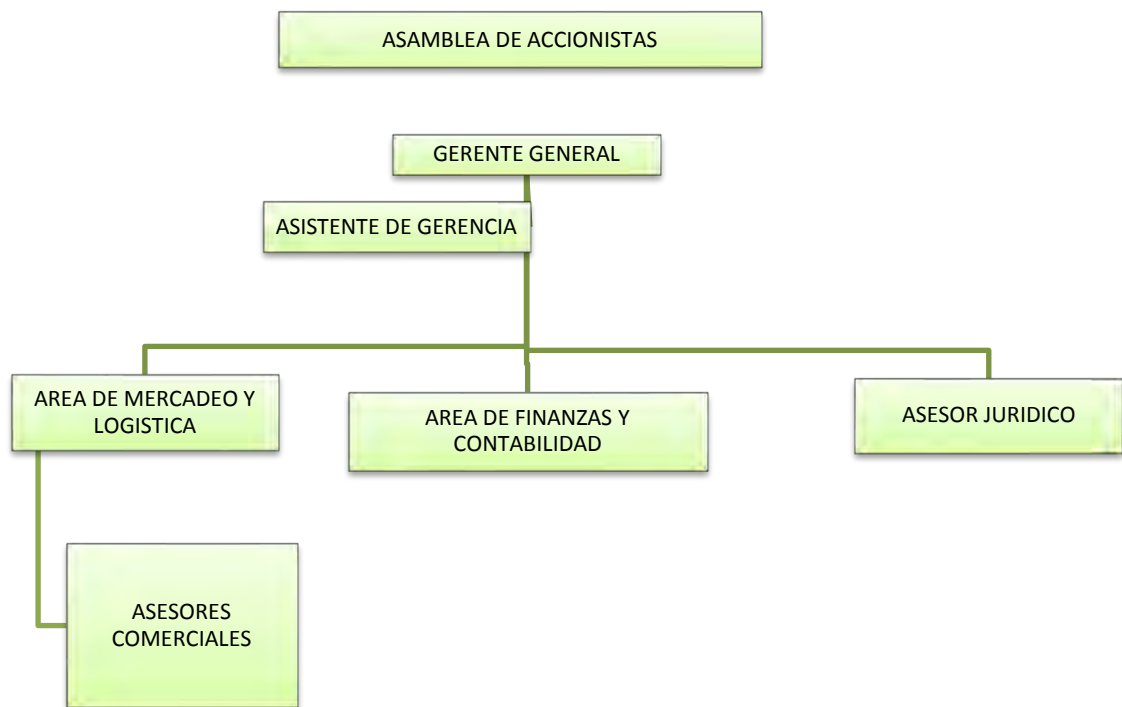 ASAMBLEA DE ACCIONISTAS
GERENTE GENERAL
ASISTENTE DE GERENCIA
AREA DE MERCADEO Y
LOGISTICA
AREA DE FINANZAS Y
CONTABILIDAD
ASESOR JURIDICO
ASESORES
COMERCIALES